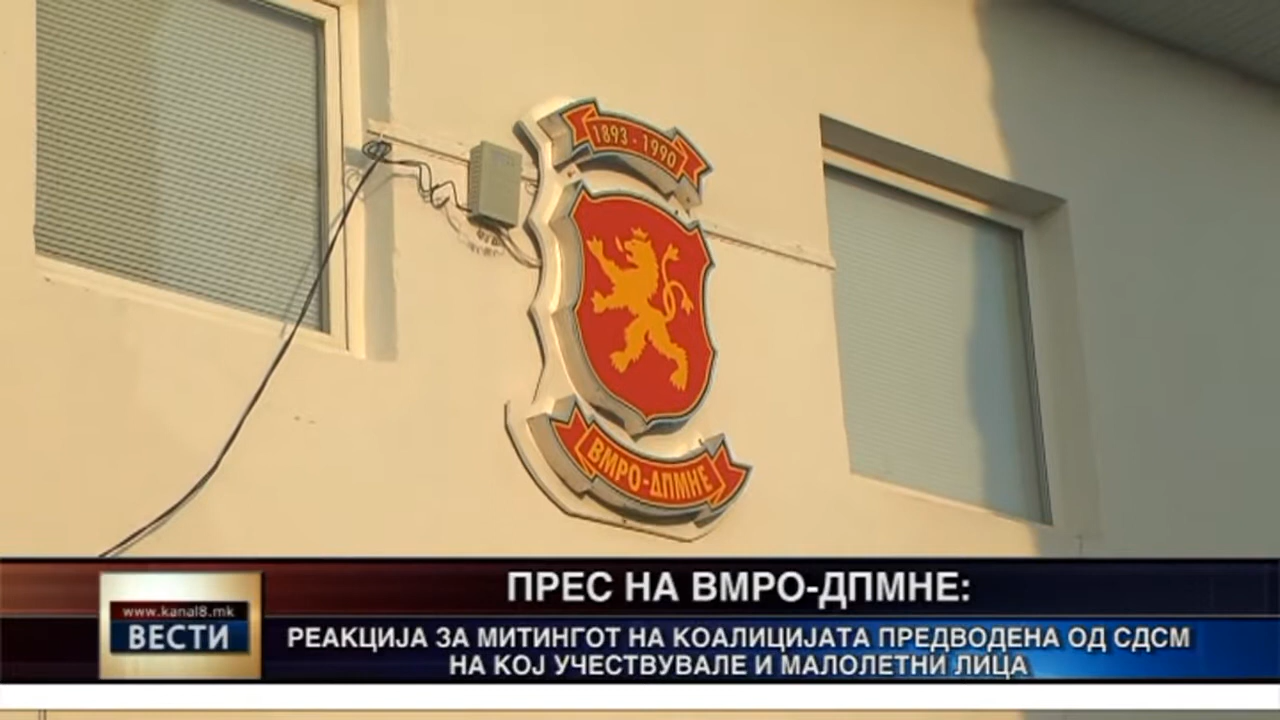 1893 - 1990
ВМРО-ДПМНЕ
ПРЕС НА ВМРО-ДПМНЕ:
www.kanal8.mk
ВЕСТИ
РЕАКЦИЈА ЗА МИТИНГОТ НА КОАЛИЦИЈАТА ПРЕДВОДЕНА ОД СДСМ
НА КОЈ УЧЕСТВУВАЛЕ И МАЛОЛЕТНИ ЛИЦА